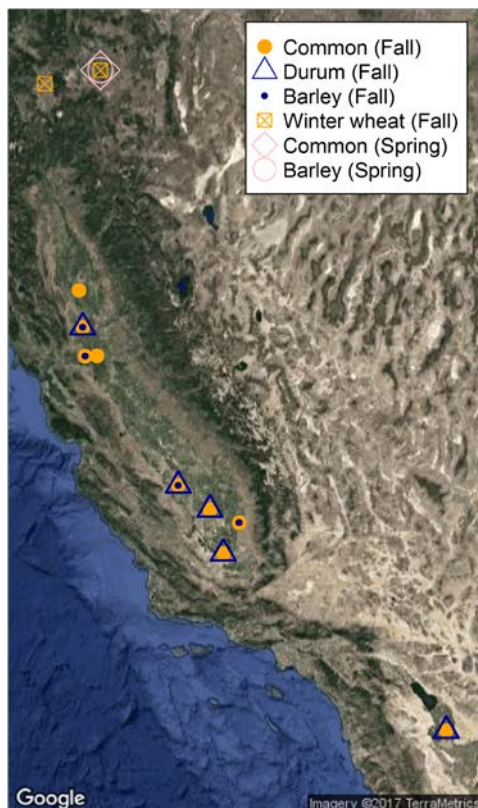 Common (Fall)
Durum (Fall)
Barley (Fall)
Winter wheat (Fall)
Common (Spring)
Barley (Spring)
Google
Imagery ©2017 TerraMetrics